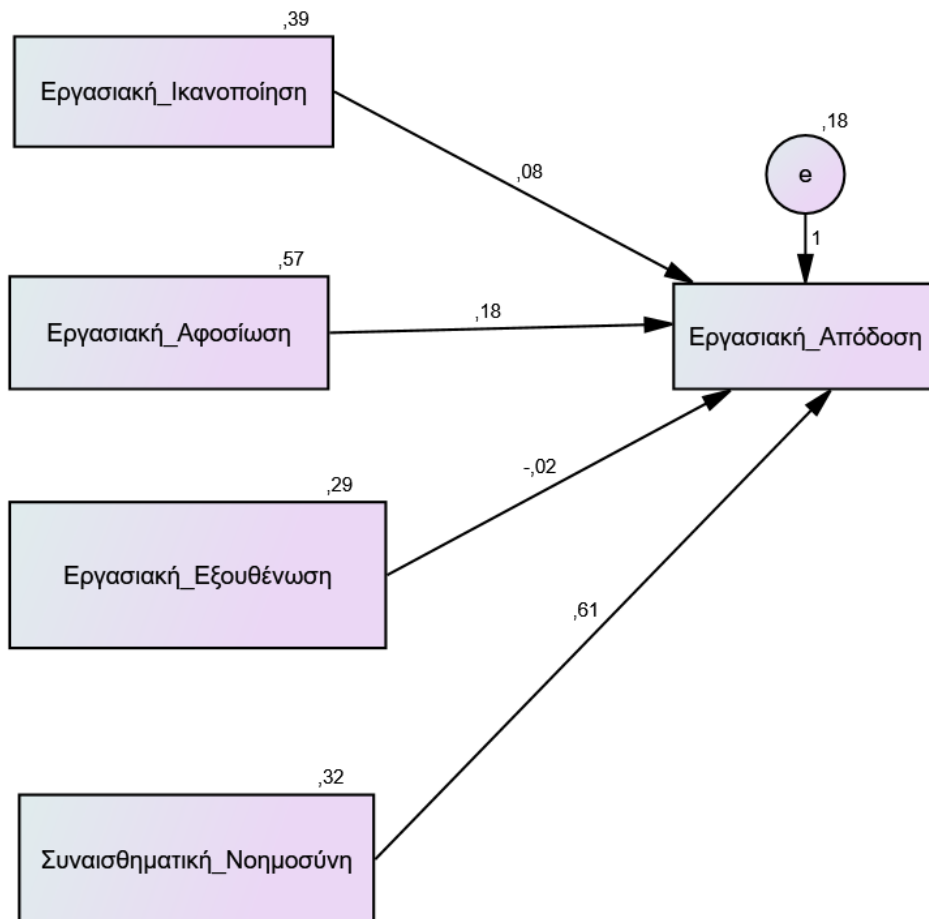 ,39
Εργασιακή_Ικανοποίηση
,18
e
,08
1
,57
Εργασιακή_Αφοσίωση
,18
Εργασιακή_Απόδοση
-,02
,29
Εργασιακή_Εξουθένωση
,61
,32
Συναισθηματική_Νοημοσύνη